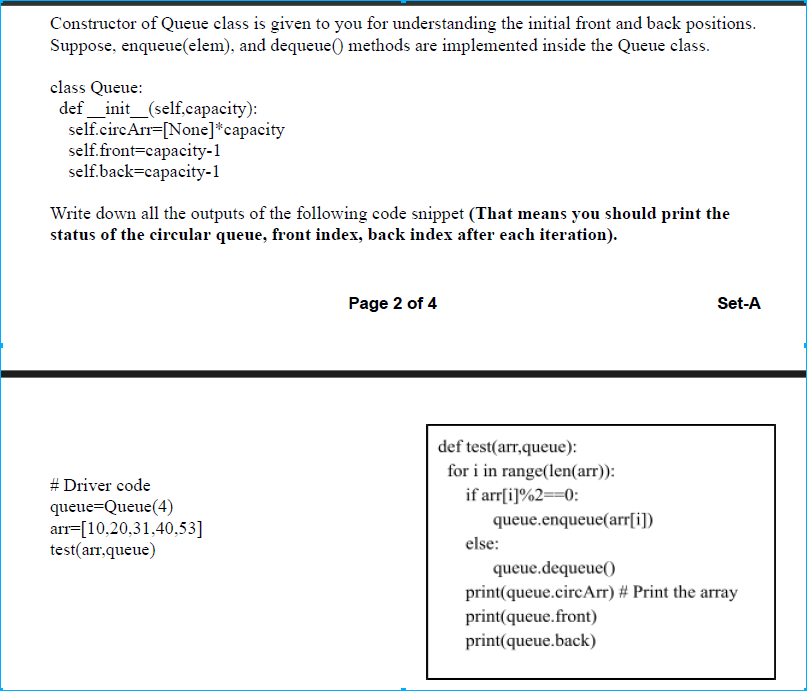 Constructor of Queue class is given to you for understanding the initial front and back positions.
Suppose, enqueue(elem), and dequeue() methods are implemented inside the Queue class.
class Queue:
def __init__(self,capacity):
self.circArr=[None]*capacity
self.front=capacity-1
self.back=capacity-1
Write down all the outputs of the following code snippet (That means you should print the
status of the circular queue, front index, back index after each iteration).
Page 2 of 4
Set-A
# Driver code
queue=Queue(4)
arr=[10,20,31,40,53]
test(arr,queue)
def test(arr,queue):
for i in range(len(arr)):
if arr[i]%2==0:
queue.enqueue(arr[i])
else:
queue.dequeue()
print(queue.circArr) # Print the array
print(queue.front)
print(queue.back)